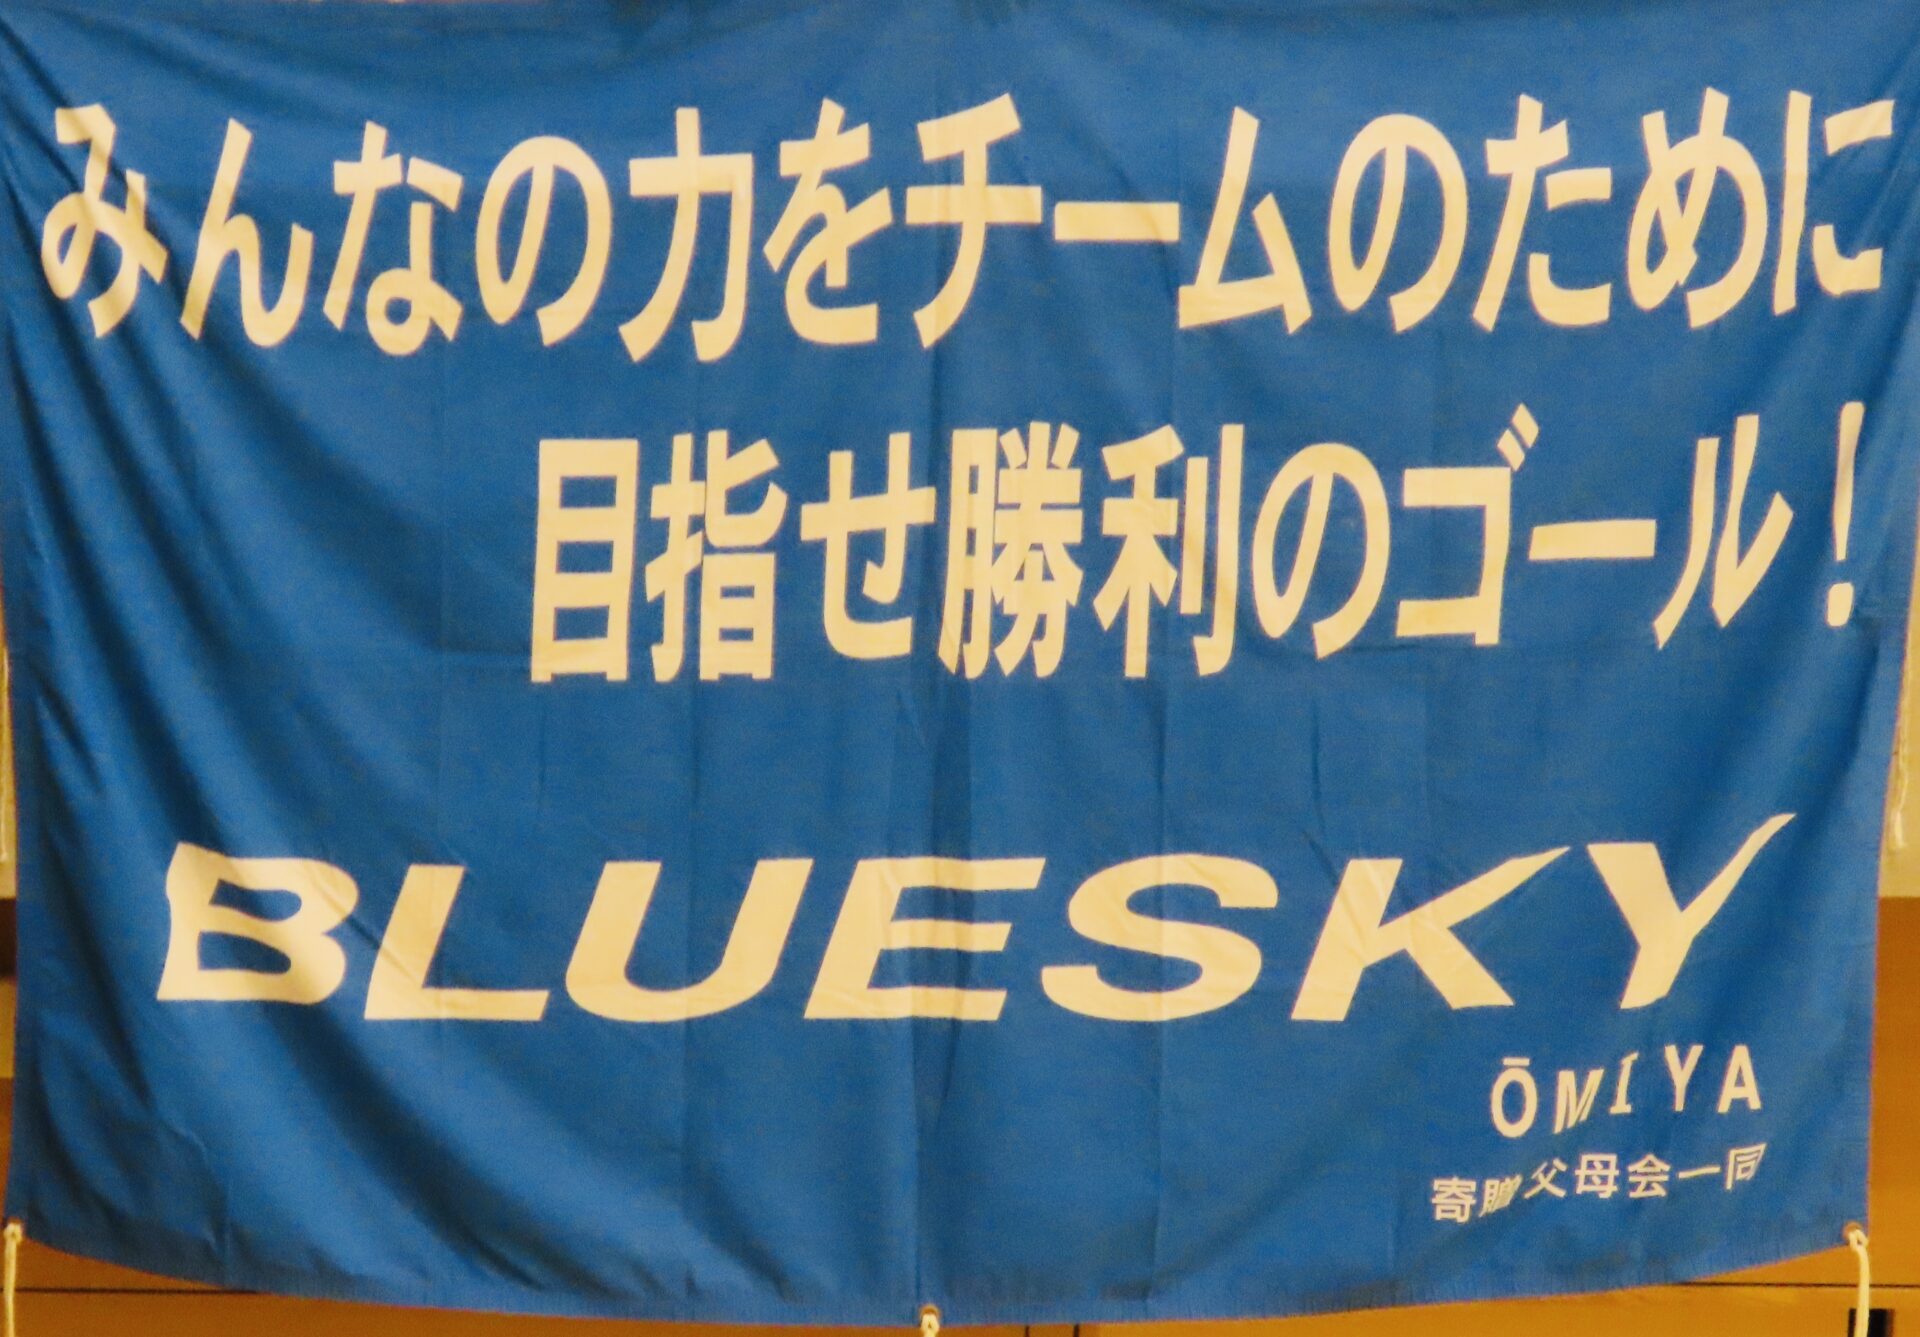 みんなの力をチームのために
目指せ勝利のゴール！
BLUESKY
ŌMIYA
寄贈 父母会一同